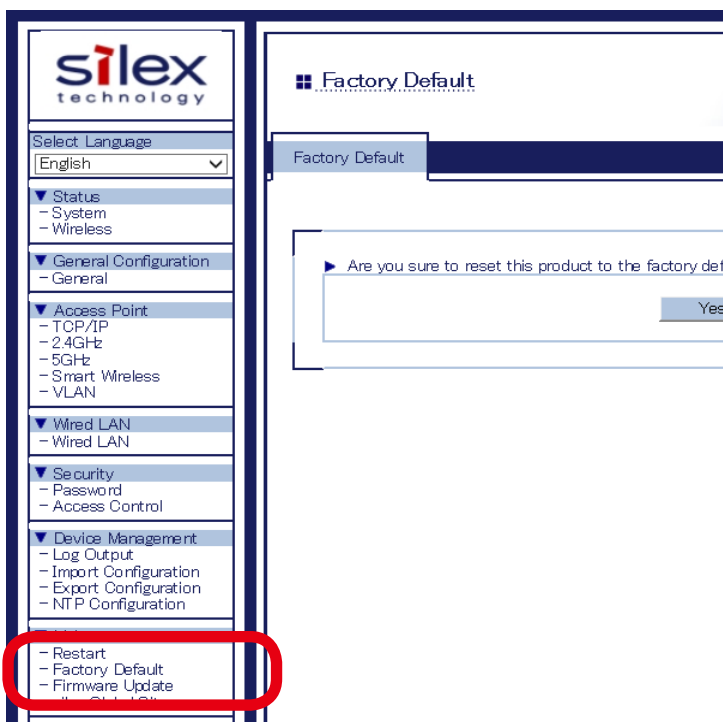 silex
technology
Select Language
English
▼ Status
- System
- Wireless
▼ General Configuration
- General
▼ Access Point
- TCP/IP
- 2.4GHz
- 5GHz
- Smart Wireless
- VLAN
▼ Wired LAN
- Wired LAN
▼ Security
- Password
- Access Control
▼ Device Management
- Log Output
- Import Configuration
- Export Configuration
- NTP Configuration
- Restart
- Factory Default
- Firmware Update
Factory Default
Factory Default
Are you sure to reset this product to the factory def
Yes